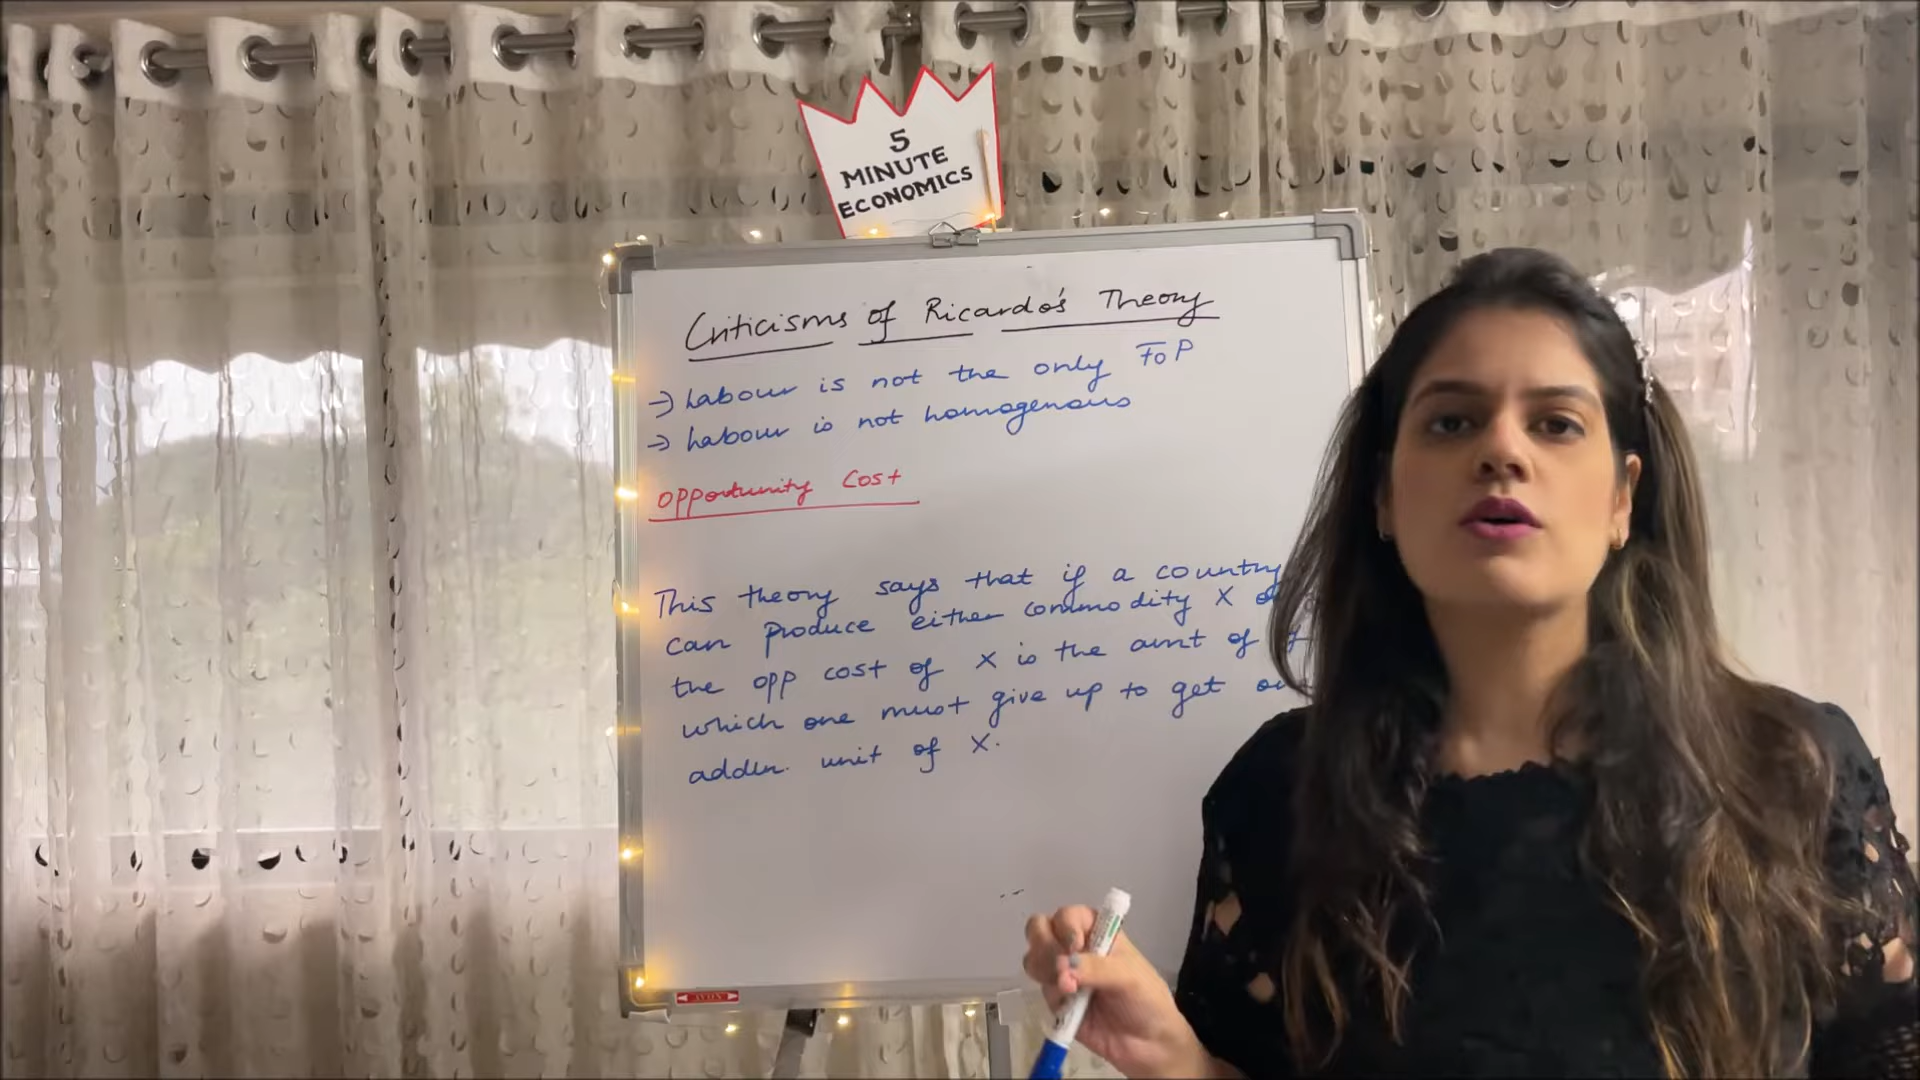 5
MINUTE
ECONOMICS
Criticisms of Ricardo's Theory
→ Labour is not the only FoP
→ Labour is not homogenous
Opportunity Cost
This theory says that if a country
can produce either commodity X
the opp cost of X is the amt of
which one must give up to get
addln. unit of X.